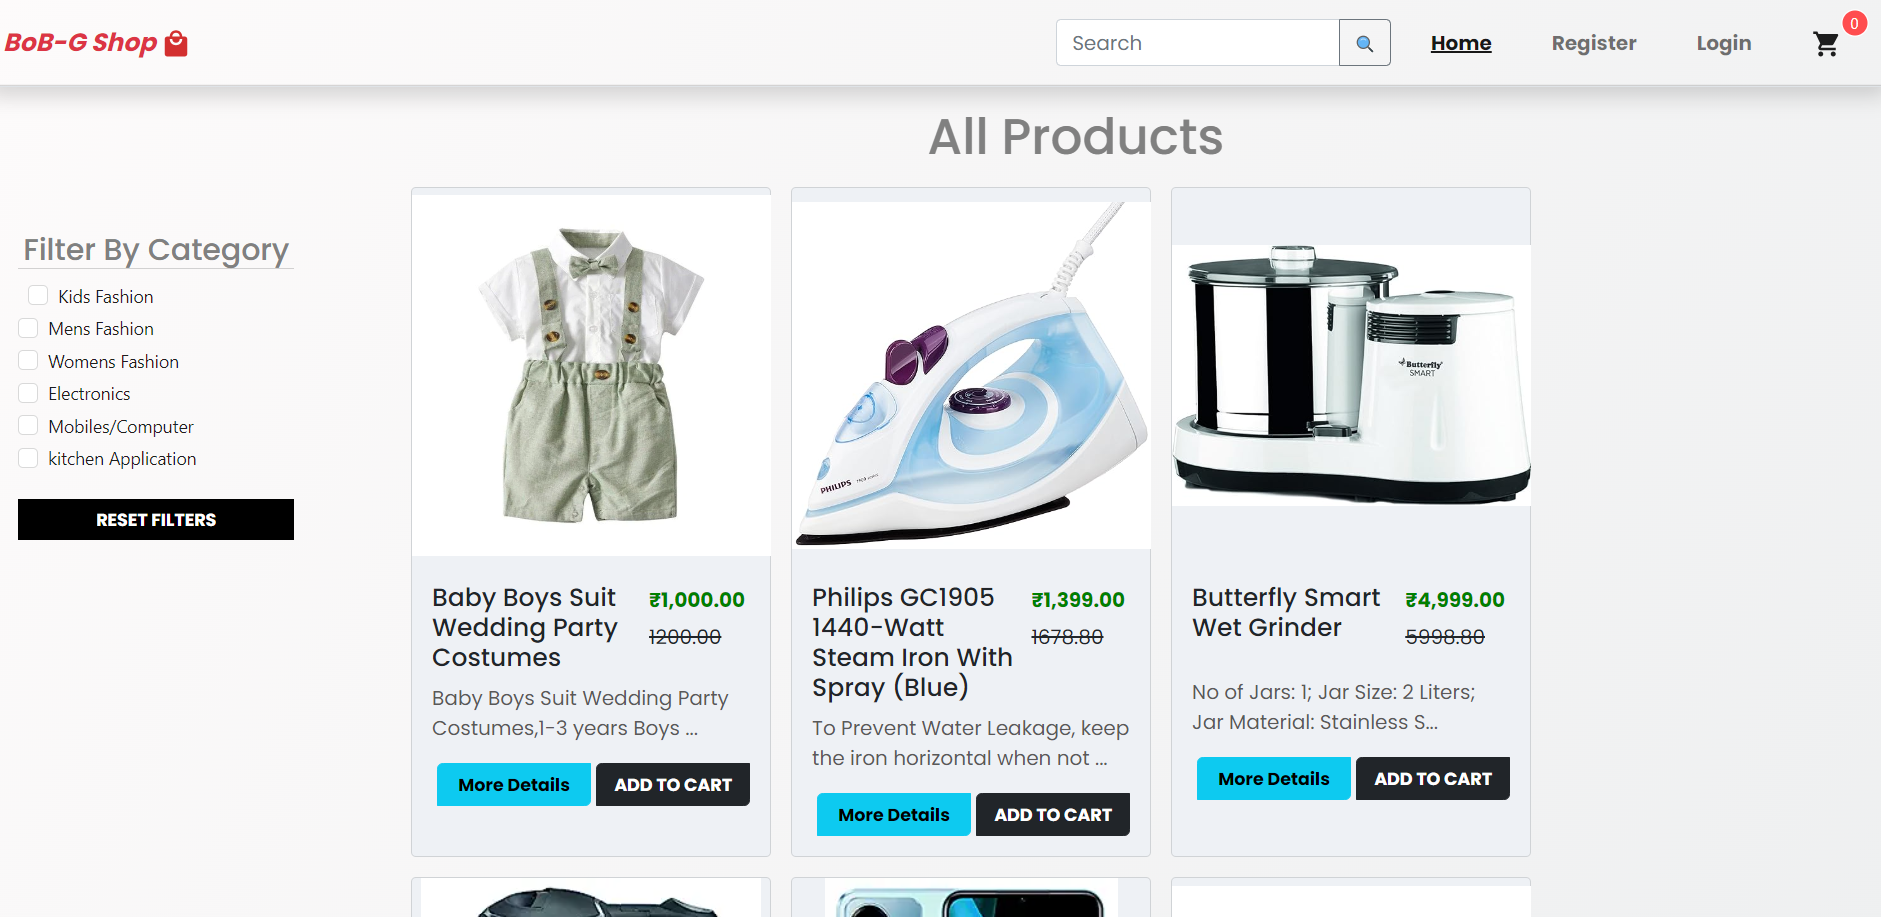 BoB-G Shop
Search
Home
Register
Login
0
All Products
Filter By Category
Kids Fashion
Mens Fashion
Womens Fashion
Electronics
Mobiles/Computer
kitchen Application
RESET FILTERS
PHILIPS
Butterfly
SMART
Baby Boys Suit
Wedding Party
Costumes
₹1,000.00
1200.00
Baby Boys Suit Wedding Party
Costumes,1-3 years Boys ...
More Details
ADD TO CART
Philips GC1905
1440-Watt
Steam Iron With
Spray (Blue)
₹1,399.00
1678.80
To Prevent Water Leakage, keep
the iron horizontal when not ...
More Details
ADD TO CART
Butterfly Smart
Wet Grinder
₹4,999.00
5998.80
No of Jars: 1; Jar Size: 2 Liters;
Jar Material: Stainless S...
More Details
ADD TO CART